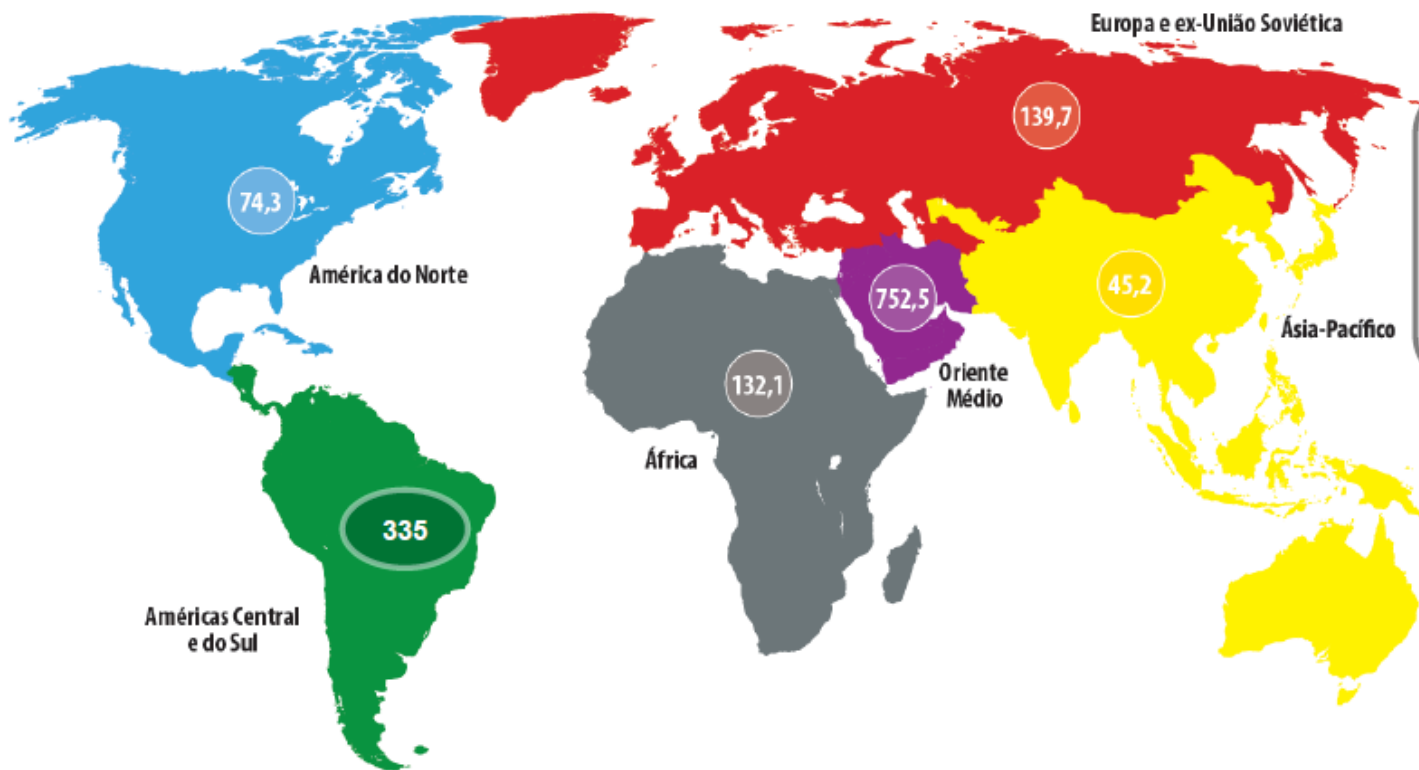 Europa e ex-União Soviética
139,7
74,3
América do Norte
752,5
45,2
Ásia-Pacífico
Oriente
Médio
132,1
África
335
Américas Central
e do Sul